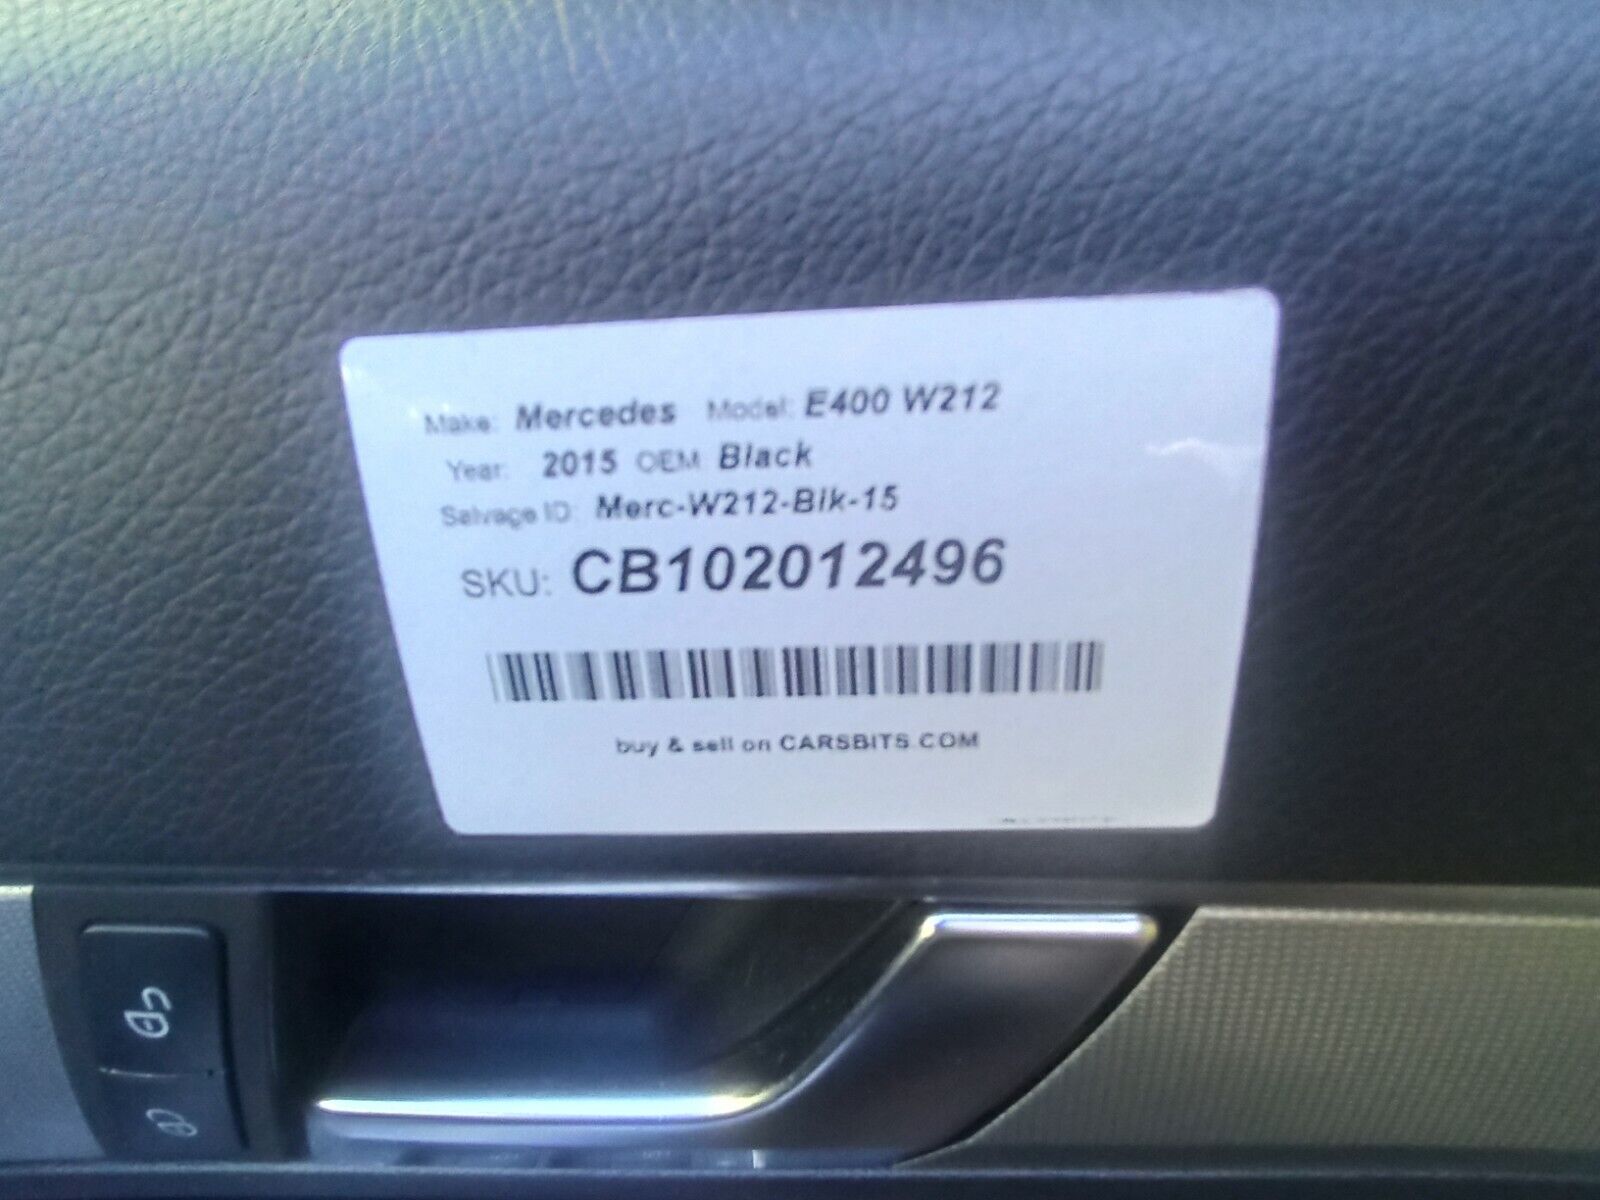 Make: Mercedes Model: E400 W212
Year: 2015 OEM: Black
Salvage ID: Merc-W212-Blk-15
SKU: CB102012496
buy & sell on CARSBITS.COM